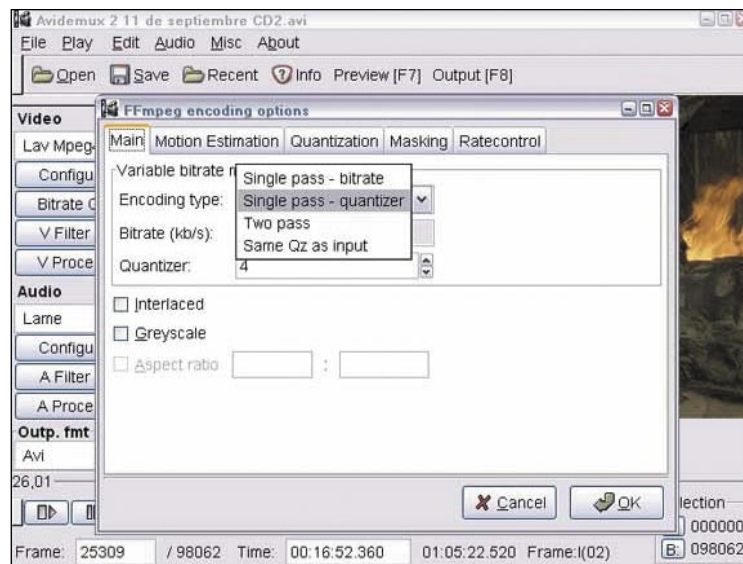 Avidemux 2 11 de septiembre CD2.avi
File Play Edit Audio Misc About
Open Save Recent Info Preview [F7] Output [F8]
Video
Lav Mpeg
Configu
Bitrate C
V Filter
V Proce
Audio
Lame
Configu
A Filter
A Proce
Outp. fmt
Avi
26,01
FFmpeg encoding options
Main Motion Estimation Quantization Masking Ratecontrol
Variable bitrate
Encoding type:
Single pass - bitrate
Single pass - quantizer
Two pass
Same Qz as input
Bitrate (kb/s):
Quantizer: 4
Interlaced
Greyscale
Aspect ratio :
Cancel OK
lection
000000
Frame: 25309 / 98062 Time: 00:16:52.360 01:05:22.520 Frame:I(02) B: 098062